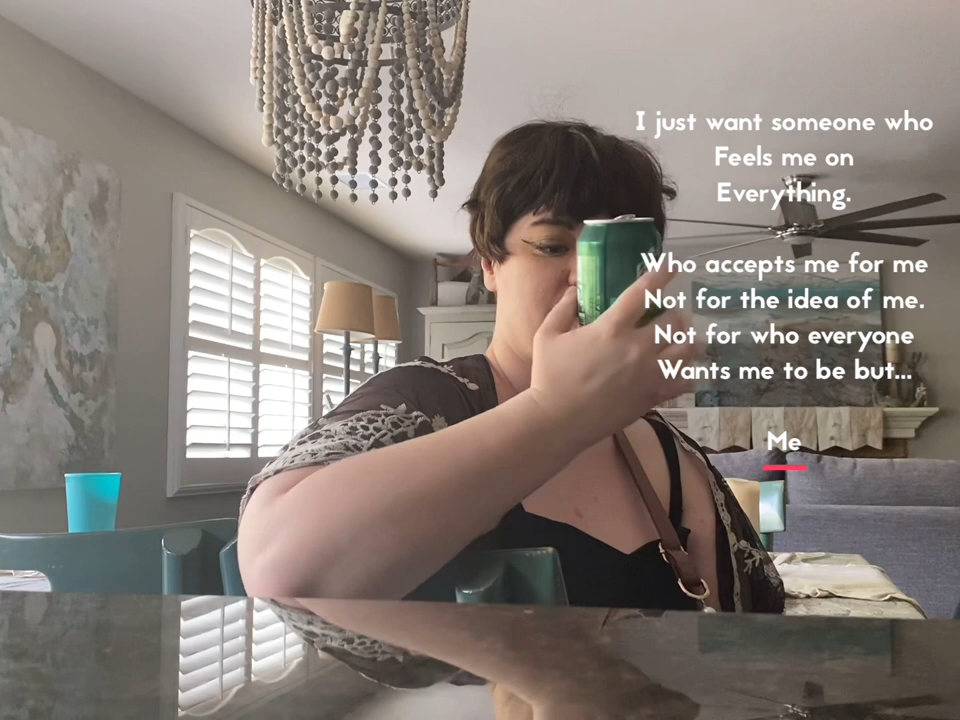 I just want someone who
Feels me on
Everything.
Who accepts me for me
Not for the idea of me.
Not for who everyone
Wants me to be but...
Me